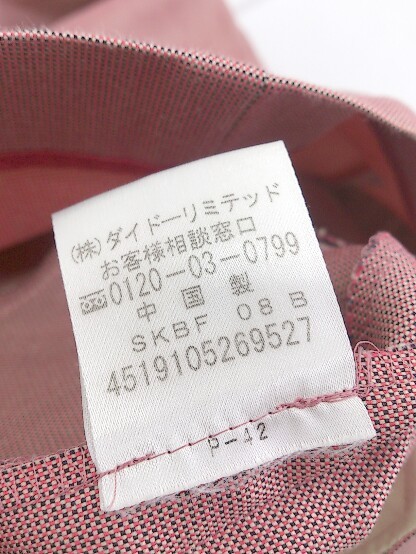 (株)ダイドーリミテッド
お客様相談窓口
0120-03-0799
中国製
SKBF 08 B
4519105269527
P-42